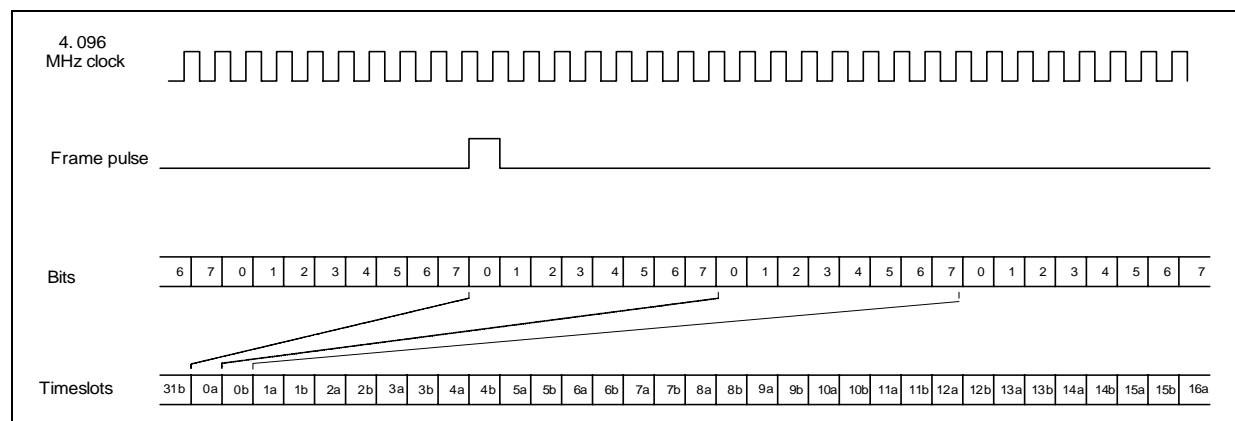 4. 096
MHz clock
Frame pulse
Bits
6 7 0 1 2 3 4 5 6 7 0 1 2 3 4 5 6 7 0 1 2 3 4 5 6 7 0 1 2 3 4 5 6 7
Timeslots
31b 0a 0b 1a 1b 2a 2b 3a 3b 4a 4b 5a 5b 6a 6b 7a 7b 8a 8b 9a 9b 10a 10b 11a 11b 12a 12b 13a 13b 14a 14b 15a 15b 16a